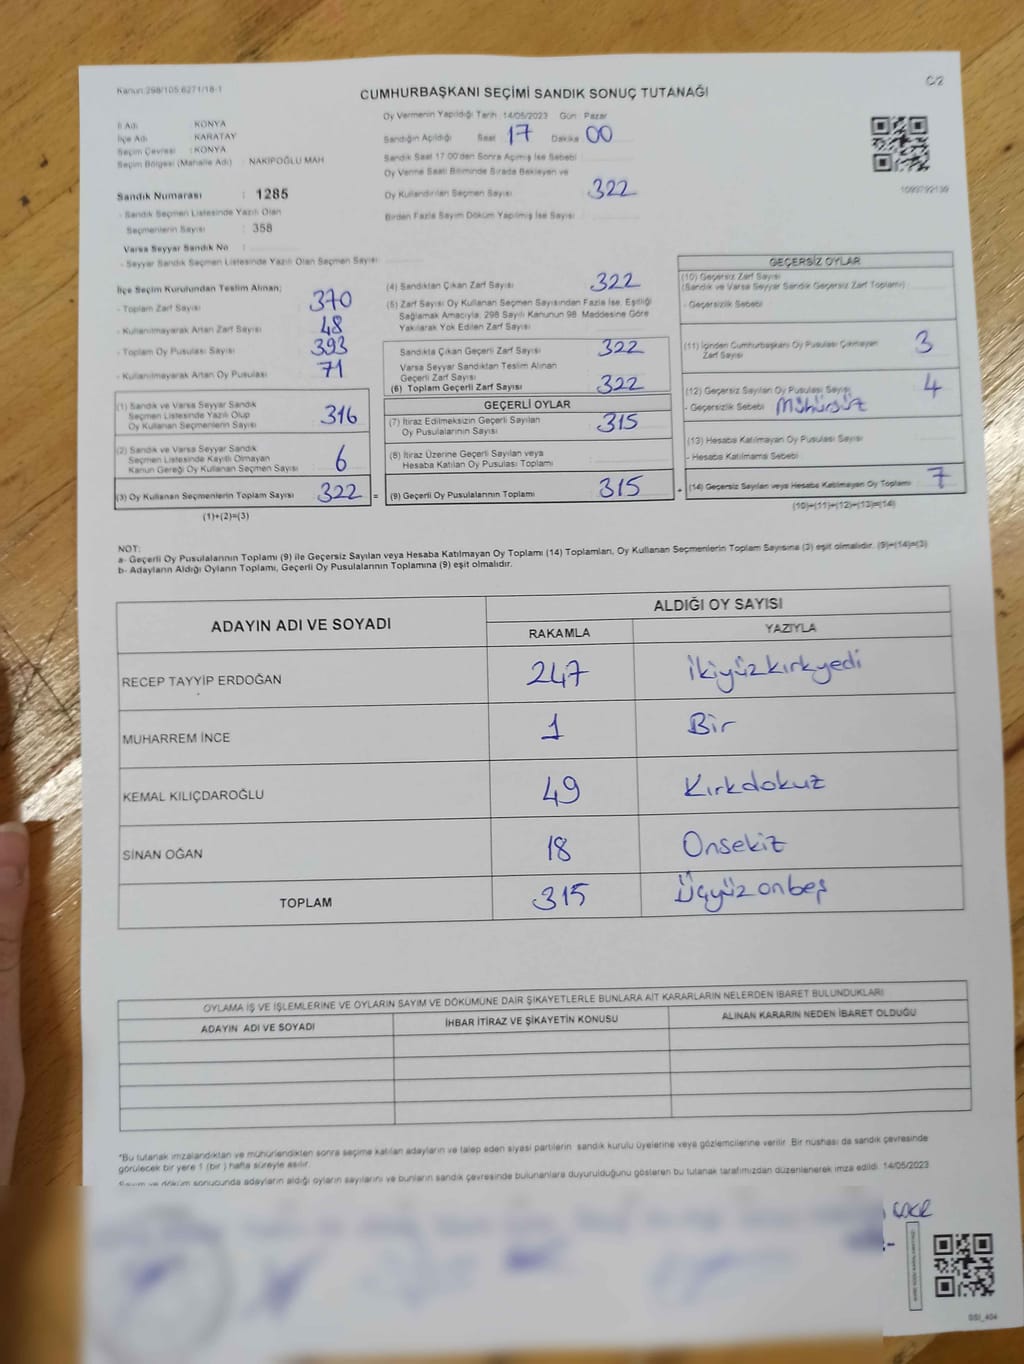 Kanun:298/105 6271/18-1
C/2
CUMHURBAŞKANI SEÇİMİ SANDIK SONUÇ TUTANAĞI
İl Adı : KONYA
İlçe Adı : KARATAY
Seçim Çevresi : KONYA
Seçim Bölgesi (Mahalle Adı) : NAKİPOĞLU MAH
Sandık Numarası : 1285
- Sandık Seçmen Listesinde Yazılı Olan
Seçmenlerin Sayısı : 358
Varsa Seyyar Sandık No :
- Seyyar Sandık Seçmen Listesinde Yazılı Olan Seçmen Sayısı
Oy Vermenin Yapıldığı Tarih : 14/05/2023 Gün : Pazar
Sandığın Açıldığı Saat 17 Dakika 00
Sandık Saat 17:00'den Sonra Açılmış İse Sebebi
Oy Verme Saati Bitiminde Sırada Bekleyen ve
Oy Kullandırılan Seçmen Sayısı 322
Birden Fazla Sayım Döküm Yapılmış İse Sayısı
1099792139
İlçe Seçim Kurulundan Teslim Alınan;
- Toplam Zarf Sayısı 370
- Kullanılmayarak Artan Zarf Sayısı 48
- Toplam Oy Pusulası Sayısı 393
- Kullanılmayarak Artan Oy Pusulası 71
(1) Sandık ve Varsa Seyyar Sandık
Seçmen Listesinde Yazılı Olup
Oy Kullanan Seçmenlerin Sayısı 316
(2) Sandık ve Varsa Seyyar Sandık
Seçmen Listesinde Kayıtlı Olmayan
Kanun Gereği Oy Kullanan Seçmen Sayısı 6
(3) Oy Kullanan Seçmenlerin Toplam Sayısı 322 =
(1)+(2)=(3)
(4) Sandıktan Çıkan Zarf Sayısı 322
(5) Zarf Sayısı Oy Kullanan Seçmen Sayısından Fazla İse, Eşitliği
Sağlamak Amacıyla; 298 Sayılı Kanunun 98. Maddesine Göre
Yakılarak Yok Edilen Zarf Sayısı
Sandıkta Çıkan Geçerli Zarf Sayısı 322
Varsa Seyyar Sandıktan Teslim Alınan
Geçerli Zarf Sayısı
(6) Toplam Geçerli Zarf Sayısı 322
GEÇERLİ OYLAR
(7) İtiraz Edilmeksizin Geçerli Sayılan
Oy Pusulalarının Sayısı 315
(8) İtiraz Üzerine Geçerli Sayılan veya
Hesaba Katılan Oy Pusulası Toplamı
(9) Geçerli Oy Pusulalarının Toplamı 315 +
GEÇERSİZ OYLAR
(10) Geçersiz Zarf Sayısı
(Sandık ve Varsa Seyyar Sandık Geçersiz Zarf Toplamı)
- Geçersizlik Sebebi
(11) İçinden Cumhurbaşkanı Oy Pusulası Çıkmayan
Zarf Sayısı 3
(12) Geçersiz Sayılan Oy Pusulası Sayısı 4
- Geçersizlik Sebebi Mühürsüz
(13) Hesaba Katılmayan Oy Pusulası Sayısı
- Hesaba Katılmama Sebebi
(14) Geçersiz Sayılan veya Hesaba Katılmayan Oy Toplamı 7
(10)+(11)+(12)+(13)=(14)
NOT:
a- Geçerli Oy Pusulalarının Toplamı (9) ile Geçersiz Sayılan veya Hesaba Katılmayan Oy Toplamı (14) Toplamları, Oy Kullanan Seçmenlerin Toplam Sayısına (3) eşit olmalıdır. (9)+(14)=(3)
b- Adayların Aldığı Oyların Toplamı, Geçerli Oy Pusulalarının Toplamına (9) eşit olmalıdır.
ADAYIN ADI VE SOYADI
ALDIĞI OY SAYISI
RAKAMLA YAZIYLA
RECEP TAYYİP ERDOĞAN 247 İkiyüzkırkyedi
MUHARREM İNCE 1 Bir
KEMAL KILIÇDAROĞLU 49 Kırkdokuz
SİNAN OĞAN 18 Onsekiz
TOPLAM 315 Üçyüzonbeş
OYLAMA İŞ VE İŞLEMLERİNE VE OYLARIN SAYIM VE DÖKÜMÜNE DAİR ŞİKAYETLERLE BUNLARA AİT KARARLARIN NELERDEN İBARET BULUNDUKLARI
ADAYIN ADI VE SOYADI İHBAR İTİRAZ VE ŞİKAYETİN KONUSU ALINAN KARARIN NEDEN İBARET OLDUĞU
*Bu tutanak imzalandıktan ve mühürlendikten sonra seçime katılan adayların ve talep eden siyasi partilerin sandık kurulu üyelerine veya gözlemcilerine verilir. Bir nüshası da sandık çevresinde
görülecek bir yere 1 (bir) hafta süreyle asılır.
Sayım ve döküm sonucunda adayların aldığı oyların sayılarını ve bunların sandık çevresinde bulunanlara duyurulduğunu gösteren bu tutanak tarafımızdan düzenlenerek imza edildi. 14/05/2023
SSI_404